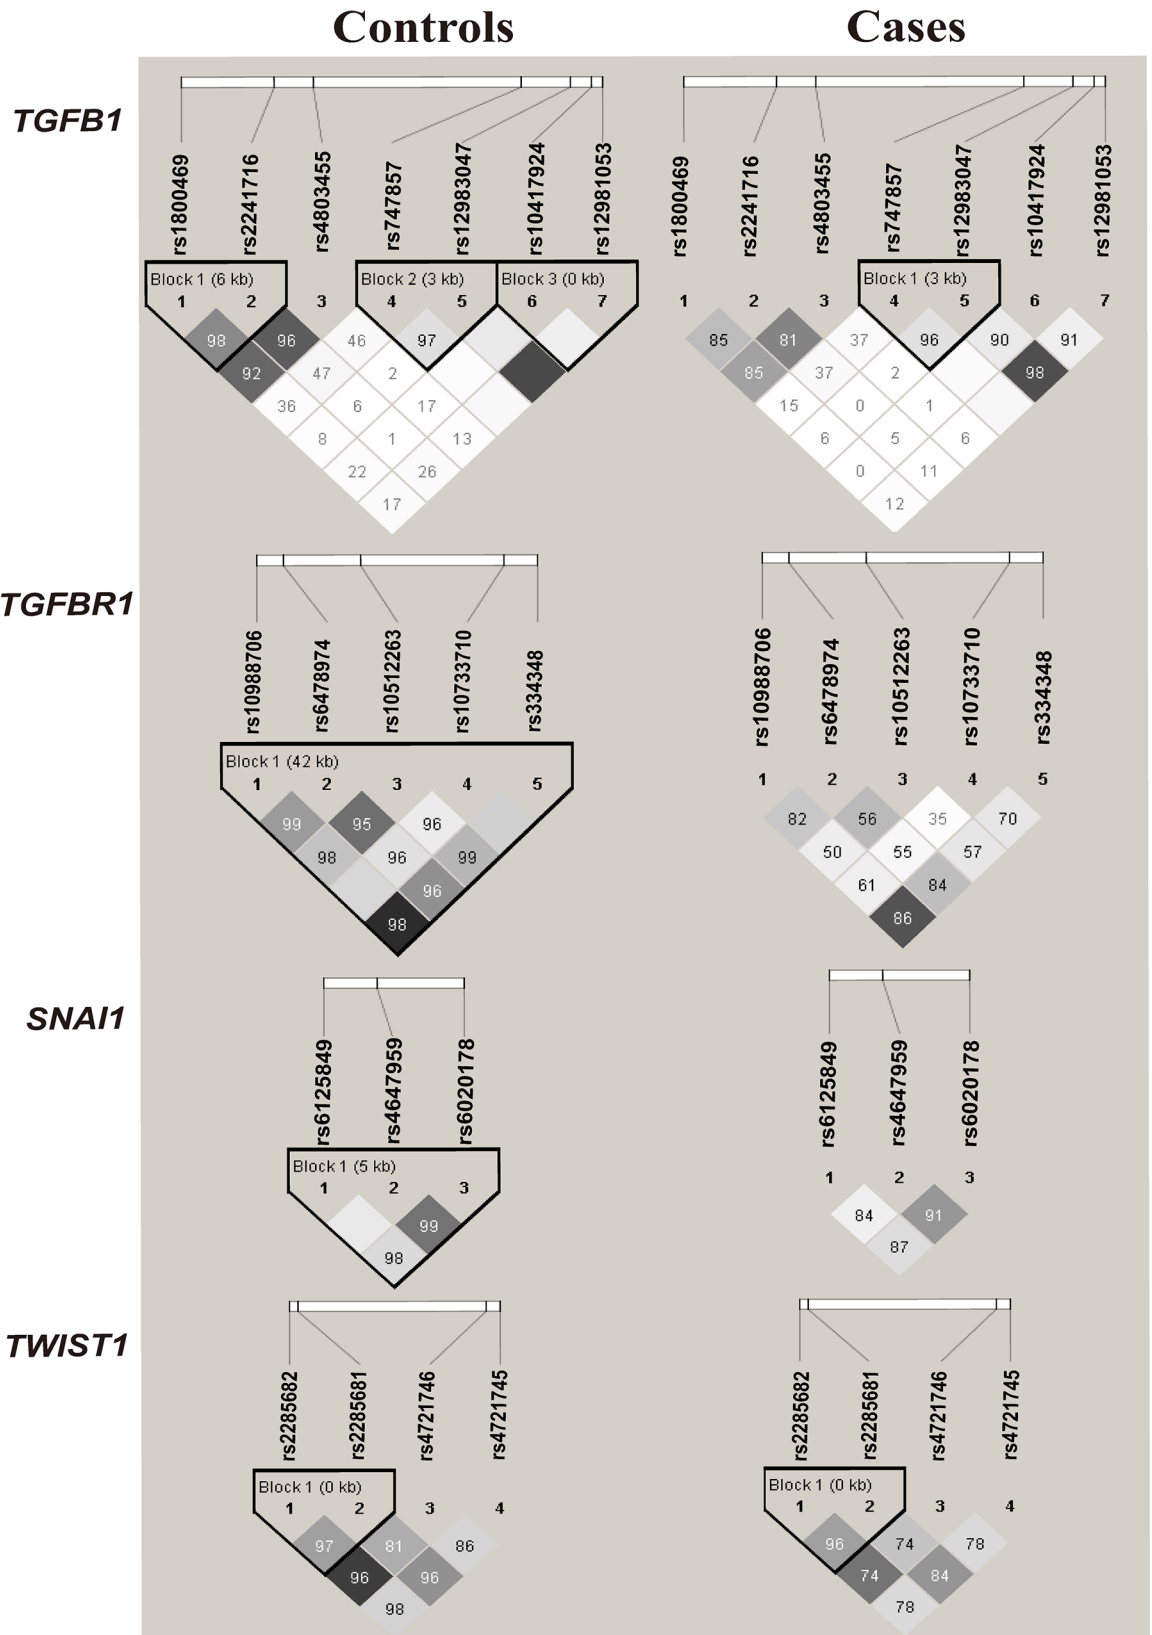 Controls
Cases
TGFB1
rs1800469
rs2241716
rs4803455
rs747857
rs12983047
rs10417924
rs12981053
rs1800469
rs2241716
rs4803455
rs747857
rs12983047
rs10417924
rs12981053
Block 1 (6 kb)
Block 2 (3 kb)
Block 3 (0 kb)
Block 1 (3 kb)
1 2 3 4 5 6 7
1 2 3 4 5 6 7
98 96 46 97
85 81 37 96 90 91
92 47 2
85 37 2 98
36 6 17
15 0 1
8 1 13
6 5 6
22 26
0 11
17
12
TGFBR1
rs10988706
rs6478974
rs10512263
rs10733710
rs334348
rs10988706
rs6478974
rs10512263
rs10733710
rs334348
Block 1 (42 kb)
1 2 3 4 5
1 2 3 4 5
99 95 96
82 56 35 70
98 96 99
50 55 57
96
61 84
98
86
SNAI1
rs6125849
rs4647959
rs6020178
rs6125849
rs4647959
rs6020178
Block 1 (5 kb)
1 2 3
1 2 3
99
84 91
98
87
TWIST1
rs2285682
rs2285681
rs4721746
rs4721745
rs2285682
rs2285681
rs4721746
rs4721745
Block 1 (0 kb)
Block 1 (0 kb)
1 2 3 4
1 2 3 4
97 81 86
96 74 78
96 96
74 84
98
78